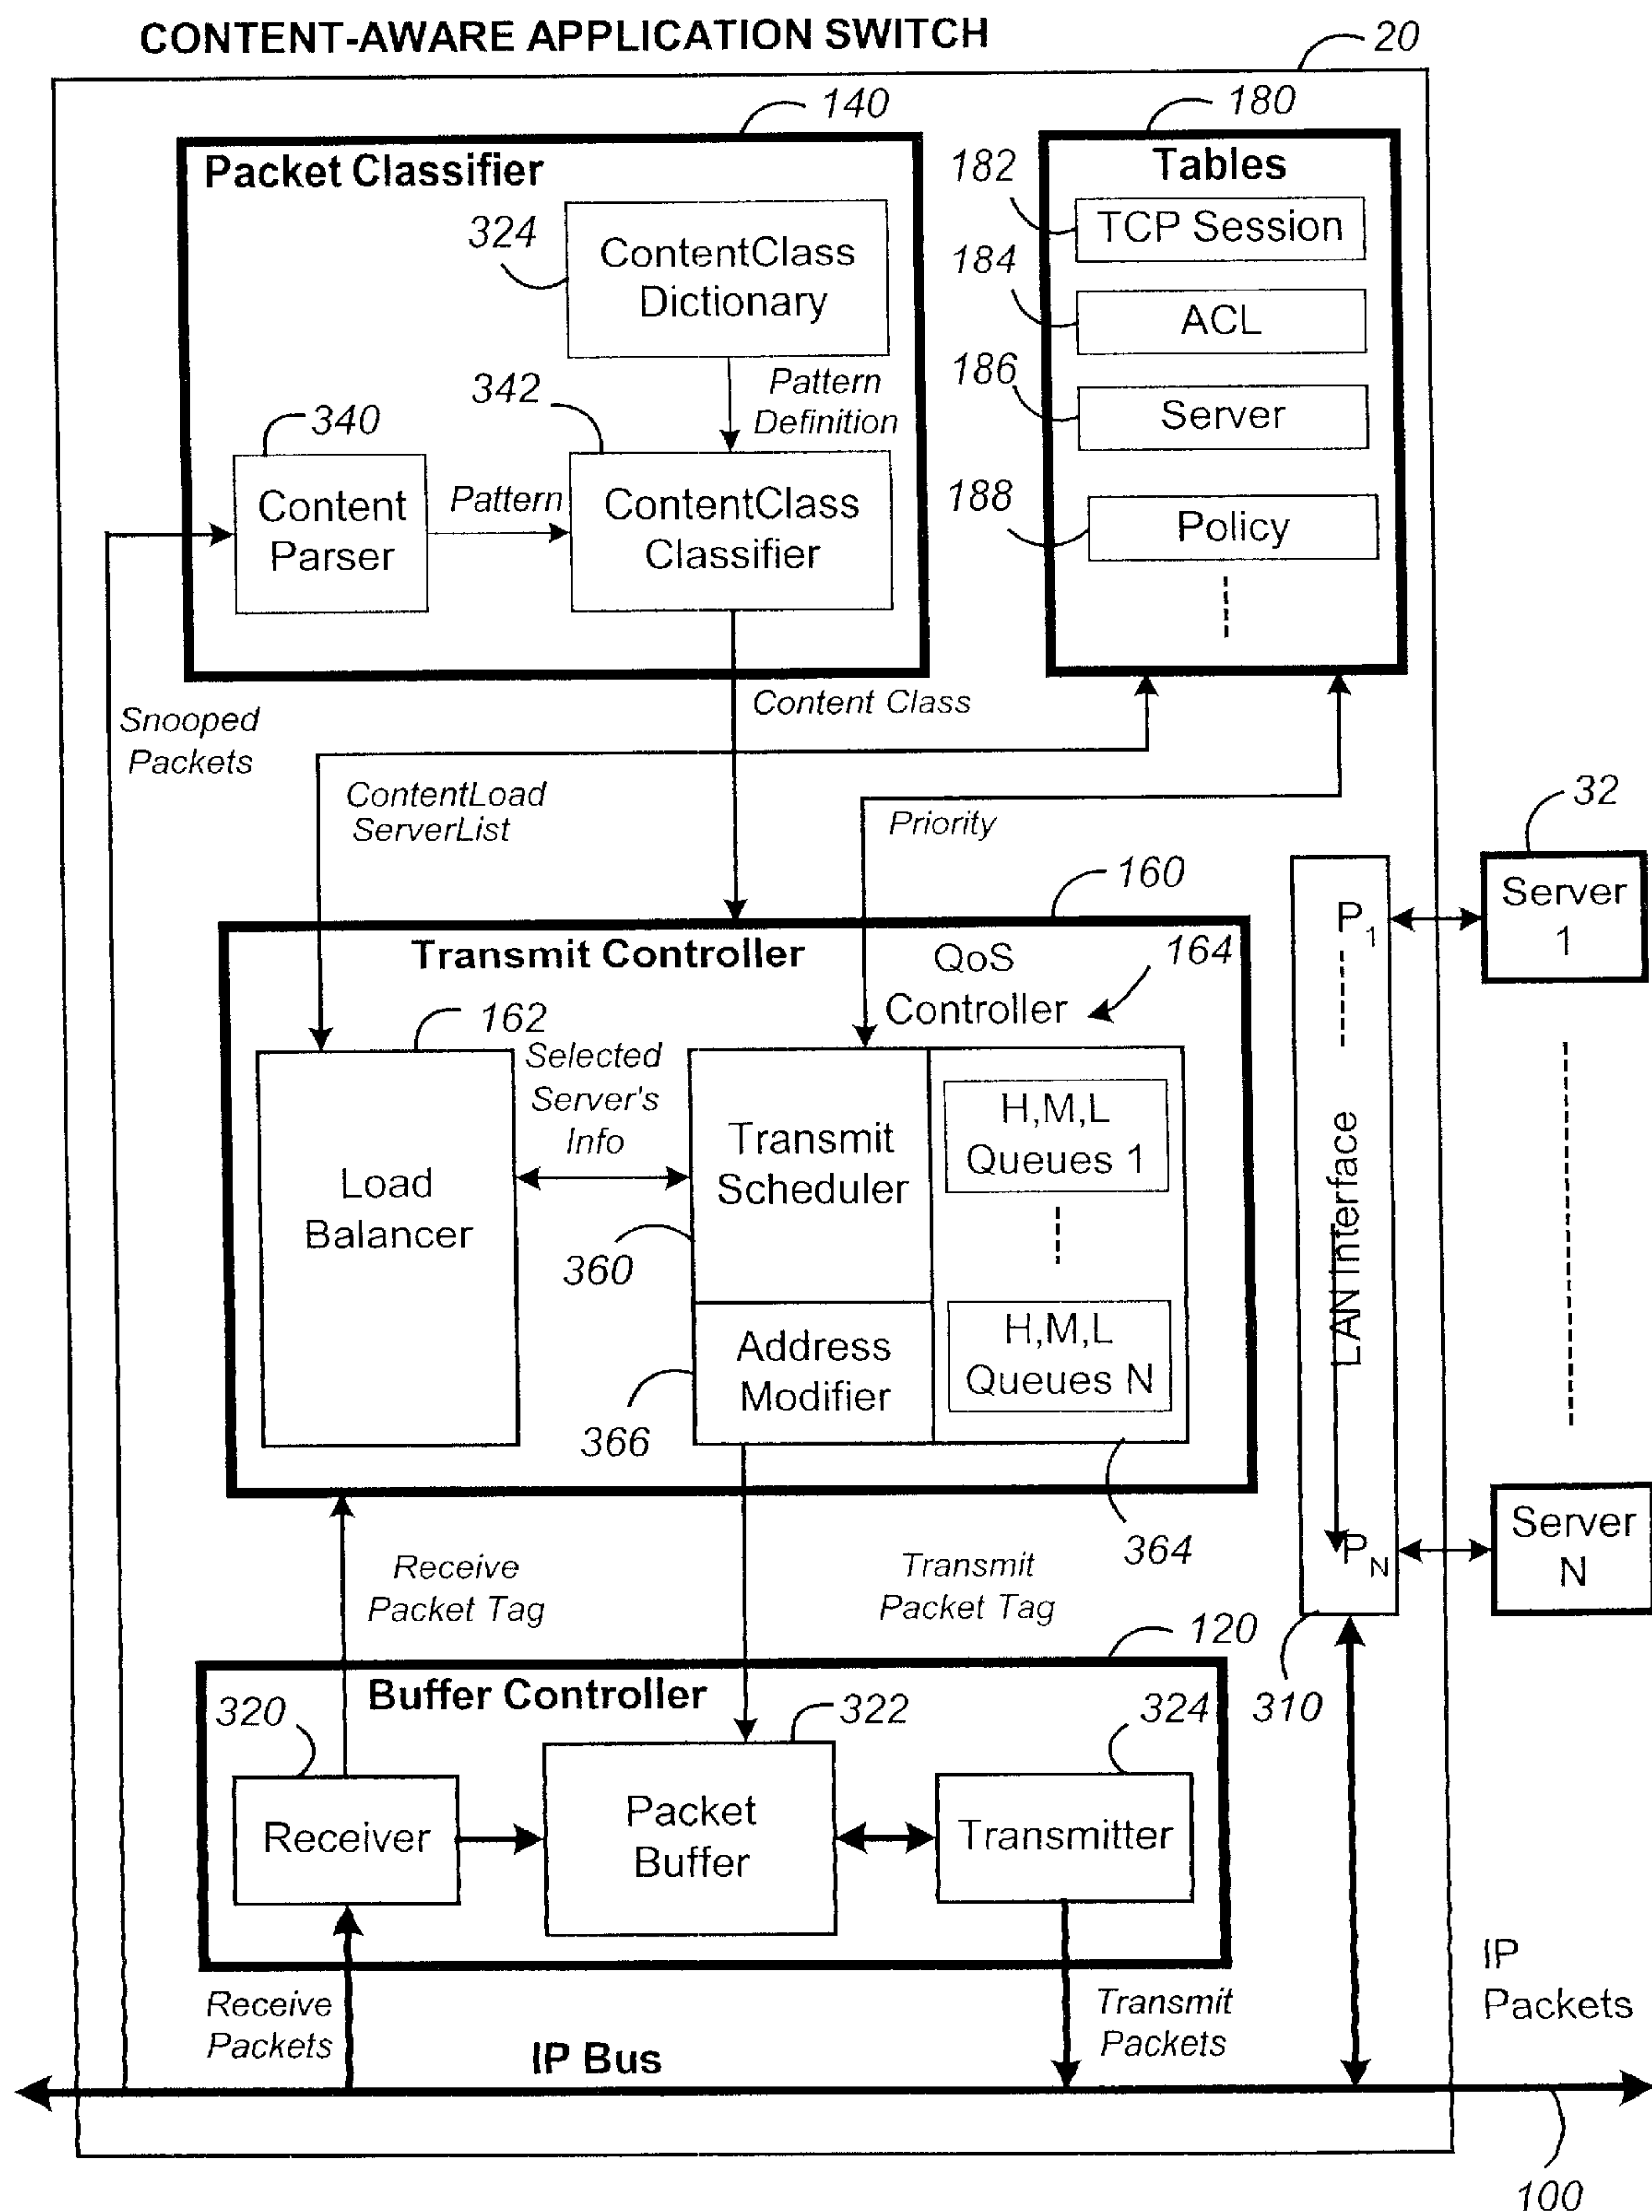 CONTENT-AWARE APPLICATION SWITCH
20
140
180
Packet Classifier
324
ContentClass
Dictionary
Pattern
Definition
342
340
Content
Parser
Pattern
ContentClass
Classifier
Tables
182
TCP Session
184
ACL
186
Server
188
Policy
Snooped
Packets
Content Class
ContentLoad
ServerList
Priority
32
Server
1
160
Transmit Controller
QoS
Controller
164
162
Selected
Server's
Info
Load
Balancer
Transmit
Scheduler
360
H,M,L
Queues 1
Address
Modifier
366
H,M,L
Queues N
364
P1
LAN Interface
PN
310
Server
N
Receive
Packet Tag
Transmit
Packet Tag
120
Buffer Controller
320
322
324
Receiver
Packet
Buffer
Transmitter
Receive
Packets
IP Bus
Transmit
Packets
IP
Packets
100